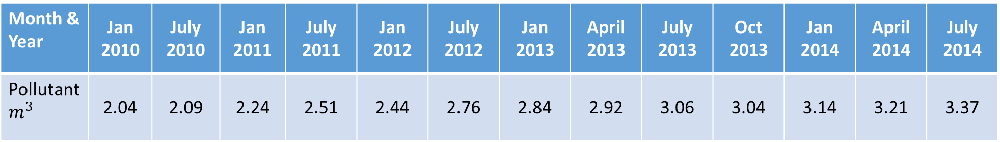 Month & Year Jan 2010 July 2010 Jan 2011 July 2011 Jan 2012 July 2012 Jan 2013 April 2013 July 2013 Oct 2013 Jan 2014 April 2014 July 2014
Pollutant m³ 2.04 2.09 2.24 2.51 2.44 2.76 2.84 2.92 3.06 3.04 3.14 3.21 3.37